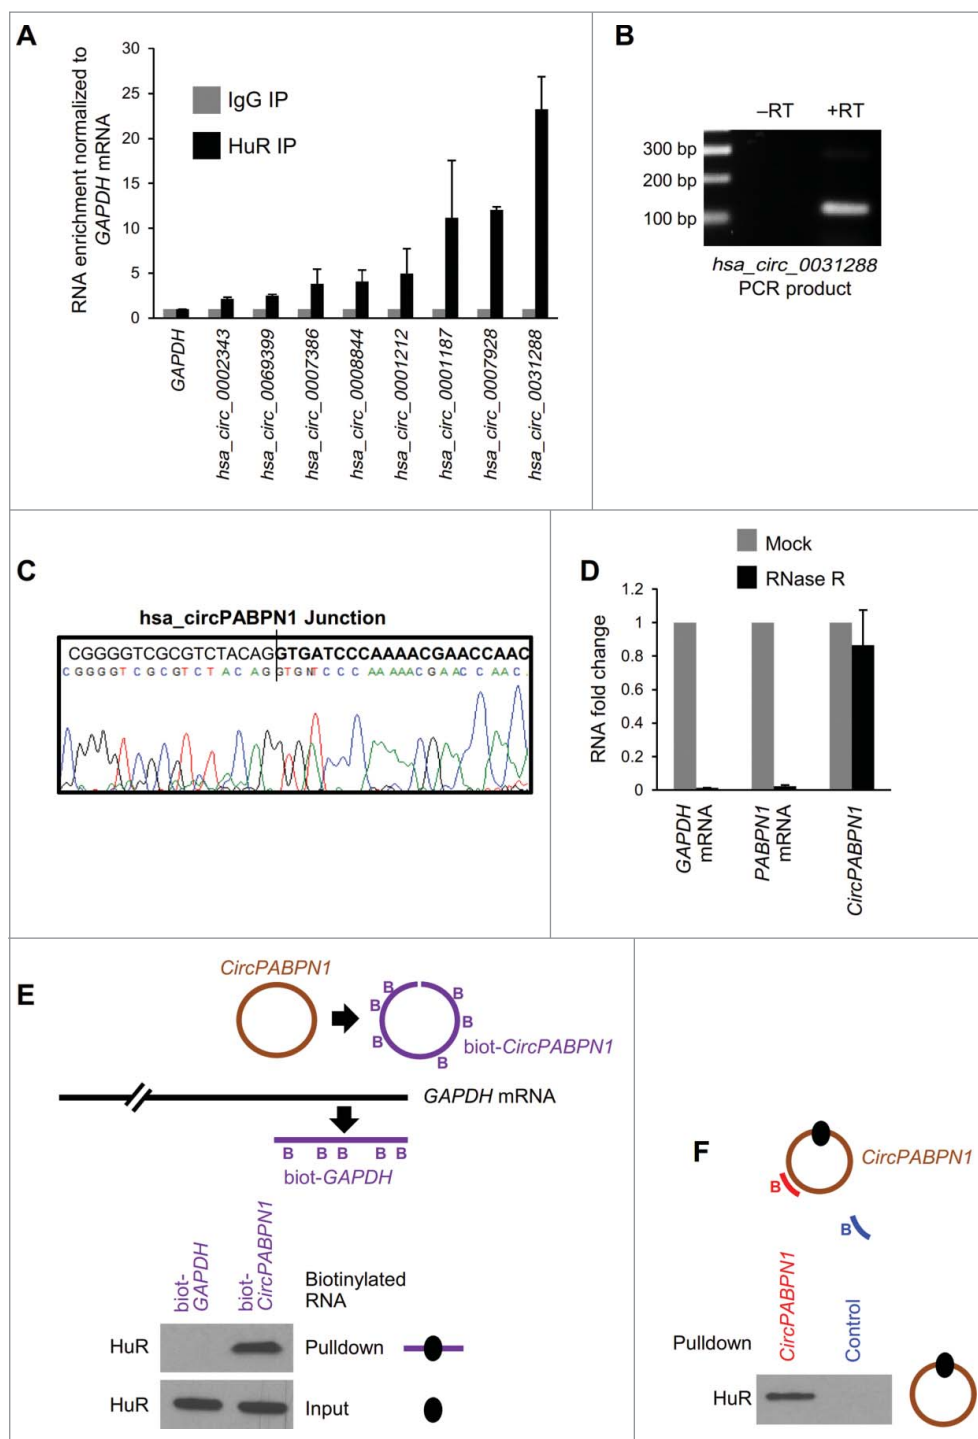 A
RNA enrichment normalized to
GAPDH mRNA
30
25
20
15
10
5
0
IgG IP
HuR IP
GAPDH
hsa_circ_0002343
hsa_circ_0069399
hsa_circ_0007386
hsa_circ_0008844
hsa_circ_0001212
hsa_circ_0001187
hsa_circ_0007928
hsa_circ_0031288
B
–RT +RT
300 bp
200 bp
100 bp
hsa_circ_0031288
PCR product
C
hsa_circPABPN1 Junction
CGGGGTCGCGTCTACAGGTGATCCCAAAACGAACCAAC
CGGGGTCGCGTCTACAGGTGNTCCCAAAAACGAACCAAC.
D
Mock
RNase R
RNA fold change
1.2
1
0.8
0.6
0.4
0.2
0
GAPDH
mRNA
PABPN1
mRNA
CircPABPN1
E
CircPABPN1
B B B B B B
biot-CircPABPN1
GAPDH mRNA
B B B B B
biot-GAPDH
biot-
GAPDH
biot-
CircPABPN1
Biotinylated
RNA
HuR Pulldown
HuR Input
F
CircPABPN1
B
B
Pulldown
CircPABPN1
Control
HuR